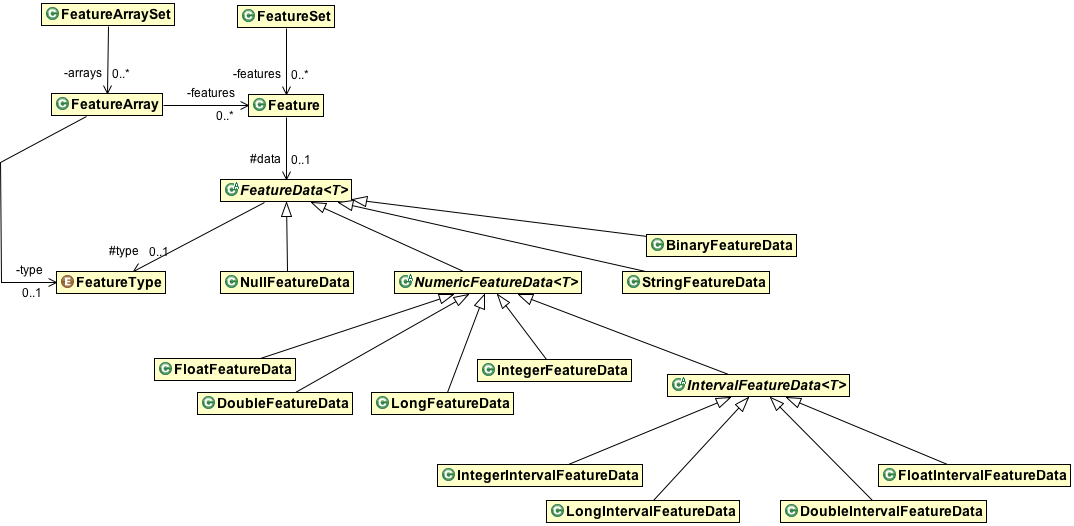 FeatureArraySet
FeatureSet
-arrays 0..*
-features 0..*
FeatureArray
-features
0..*
Feature
#data 0..1
FeatureData<T>
BinaryFeatureData
#type 0..1
-type
0..1
FeatureType
NullFeatureData
NumericFeatureData<T>
StringFeatureData
FloatFeatureData
IntegerFeatureData
DoubleFeatureData
LongFeatureData
IntervalFeatureData<T>
IntegerIntervalFeatureData
FloatIntervalFeatureData
LongIntervalFeatureData
DoubleIntervalFeatureData